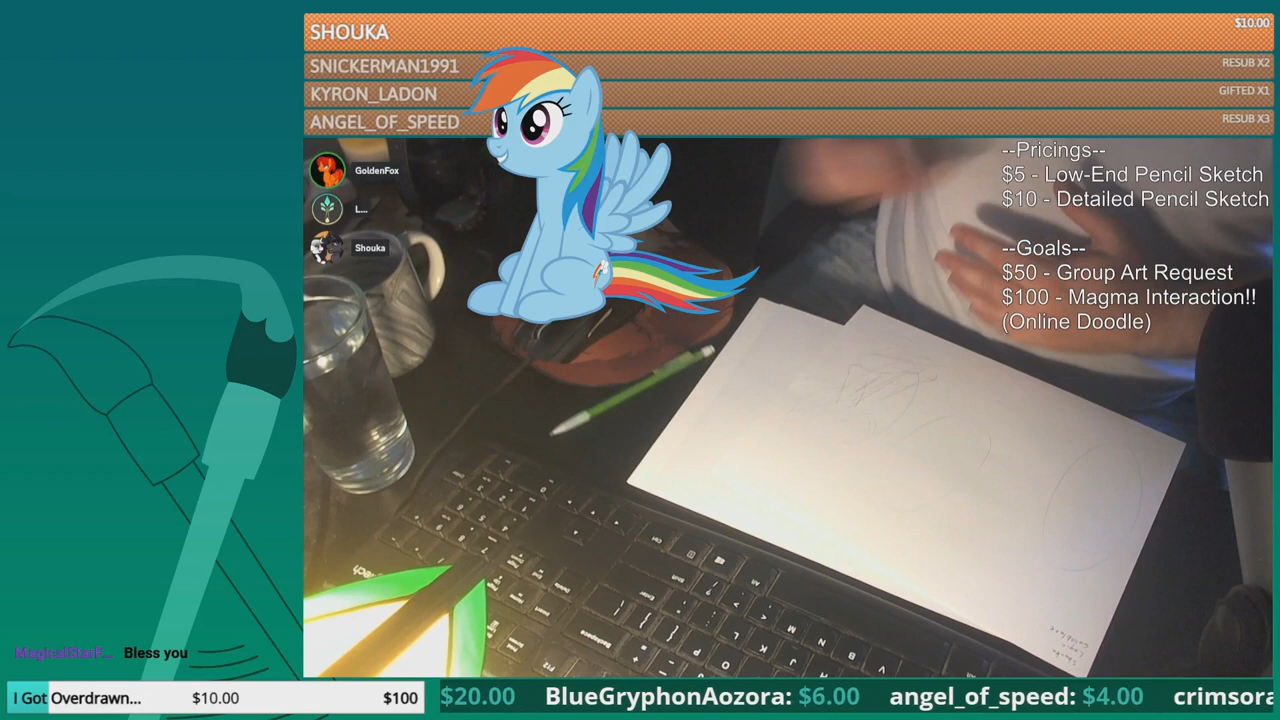 SHOUKA $10.00
SNICKERMAN1991 RESUB X2
KYRON_LADON GIFTED X1
ANGEL_OF_SPEED RESUB X3
GoldenFox
L...
Shouka
--Pricings--
$5 - Low-End Pencil Sketch
$10 - Detailed Pencil Sketch
--Goals--
$50 - Group Art Request
$100 - Magma Interaction!!
(Online Doodle)
MagicalStarF... Bless you
I Got Overdrawn... $10.00 $100
$20.00 BlueGryphonAozora: $6.00 angel_of_speed: $4.00 crimsora